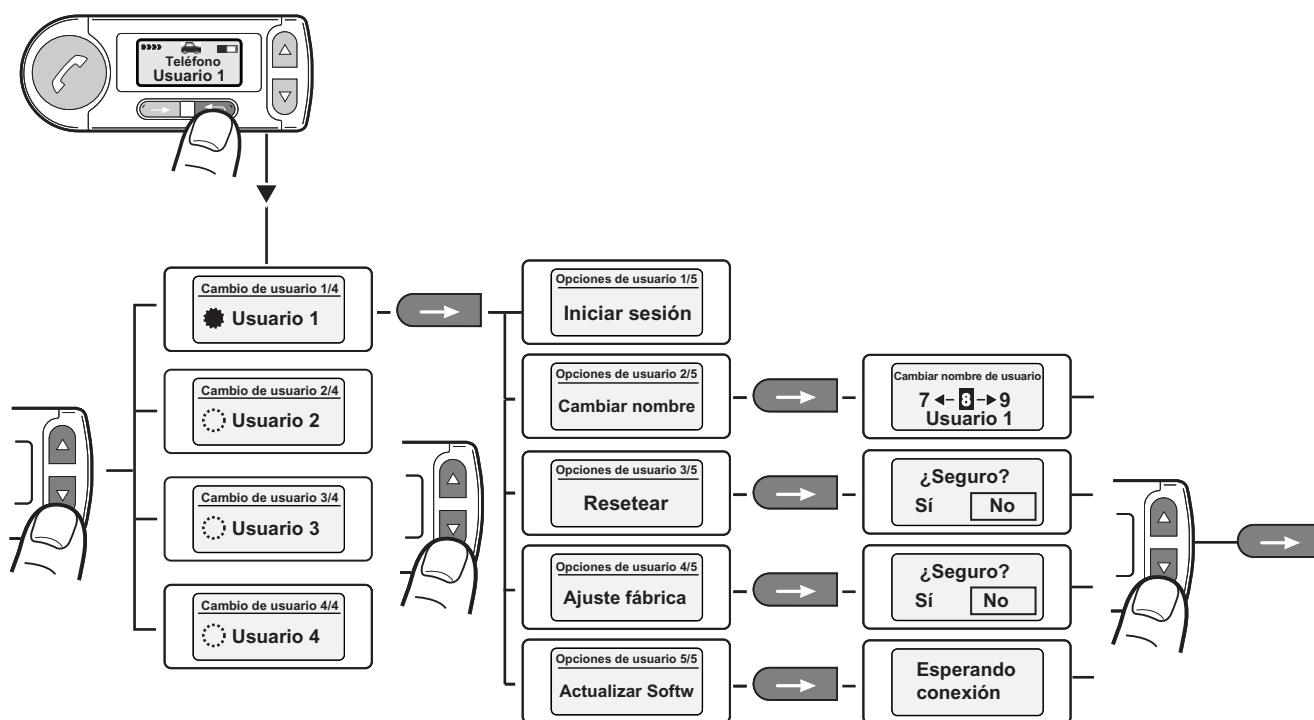 Teléfono
Usuario 1
Cambio de usuario 1/4
Usuario 1
Cambio de usuario 2/4
Usuario 2
Cambio de usuario 3/4
Usuario 3
Cambio de usuario 4/4
Usuario 4
Opciones de usuario 1/5
Iniciar sesión
Opciones de usuario 2/5
Cambiar nombre
Opciones de usuario 3/5
Resetear
Opciones de usuario 4/5
Ajuste fábrica
Opciones de usuario 5/5
Actualizar Softw
Cambiar nombre de usuario
7 8 9
Usuario 1
¿Seguro?
Sí No
¿Seguro?
Sí No
Esperando
conexión